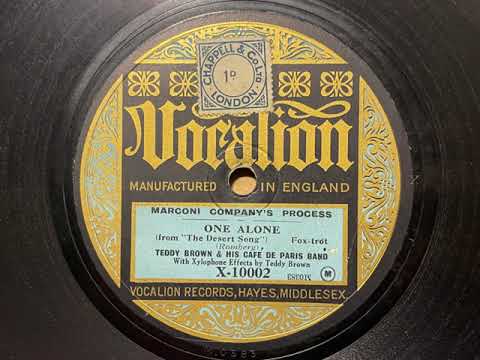 CHAPPELL & CO. LTD
1ᴰ
LONDON.
Vocalion
MANUFACTURED IN ENGLAND
MARCONI COMPANY'S PROCESS
ONE ALONE
(from "The Desert Song") Fox-trot
(Romberg)
TEDDY BROWN & HIS CAFE DE PARIS BAND
With Xylophone Effects by Teddy Brown
X-10002
M
VOCALION RECORDS, HAYES, MIDDLESEX.